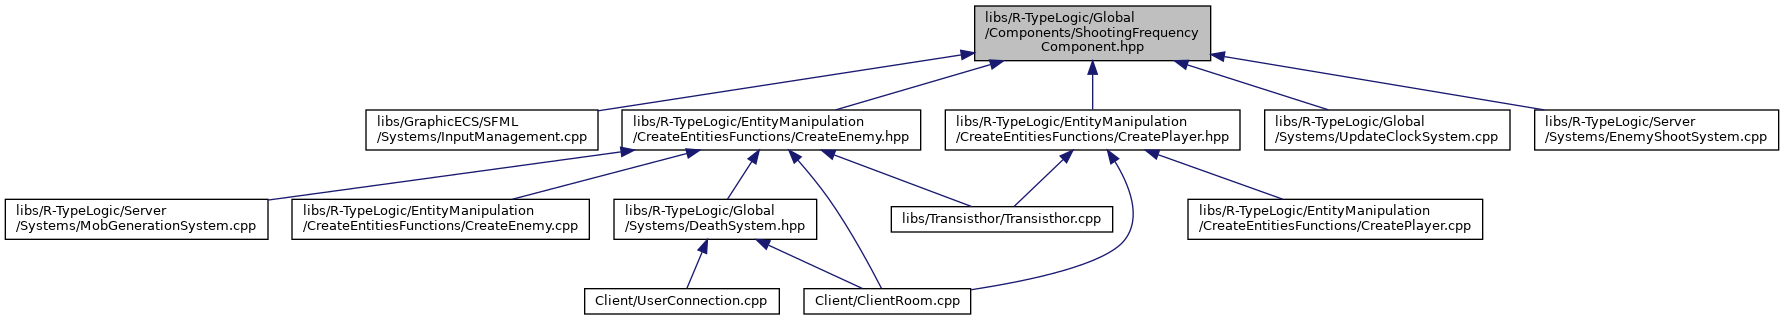 libs/R-TypeLogic/Global
/Components/ShootingFrequency
Component.hpp
libs/GraphicECS/SFML
/Systems/InputManagement.cpp
libs/R-TypeLogic/EntityManipulation
/CreateEntitiesFunctions/CreateEnemy.hpp
libs/R-TypeLogic/EntityManipulation
/CreateEntitiesFunctions/CreatePlayer.hpp
libs/R-TypeLogic/Global
/Systems/UpdateClockSystem.cpp
libs/R-TypeLogic/Server
/Systems/EnemyShootSystem.cpp
libs/R-TypeLogic/Server
/Systems/MobGenerationSystem.cpp
libs/R-TypeLogic/EntityManipulation
/CreateEntitiesFunctions/CreateEnemy.cpp
libs/R-TypeLogic/Global
/Systems/DeathSystem.hpp
libs/Transisthor/Transisthor.cpp
libs/R-TypeLogic/EntityManipulation
/CreateEntitiesFunctions/CreatePlayer.cpp
Client/UserConnection.cpp
Client/ClientRoom.cpp